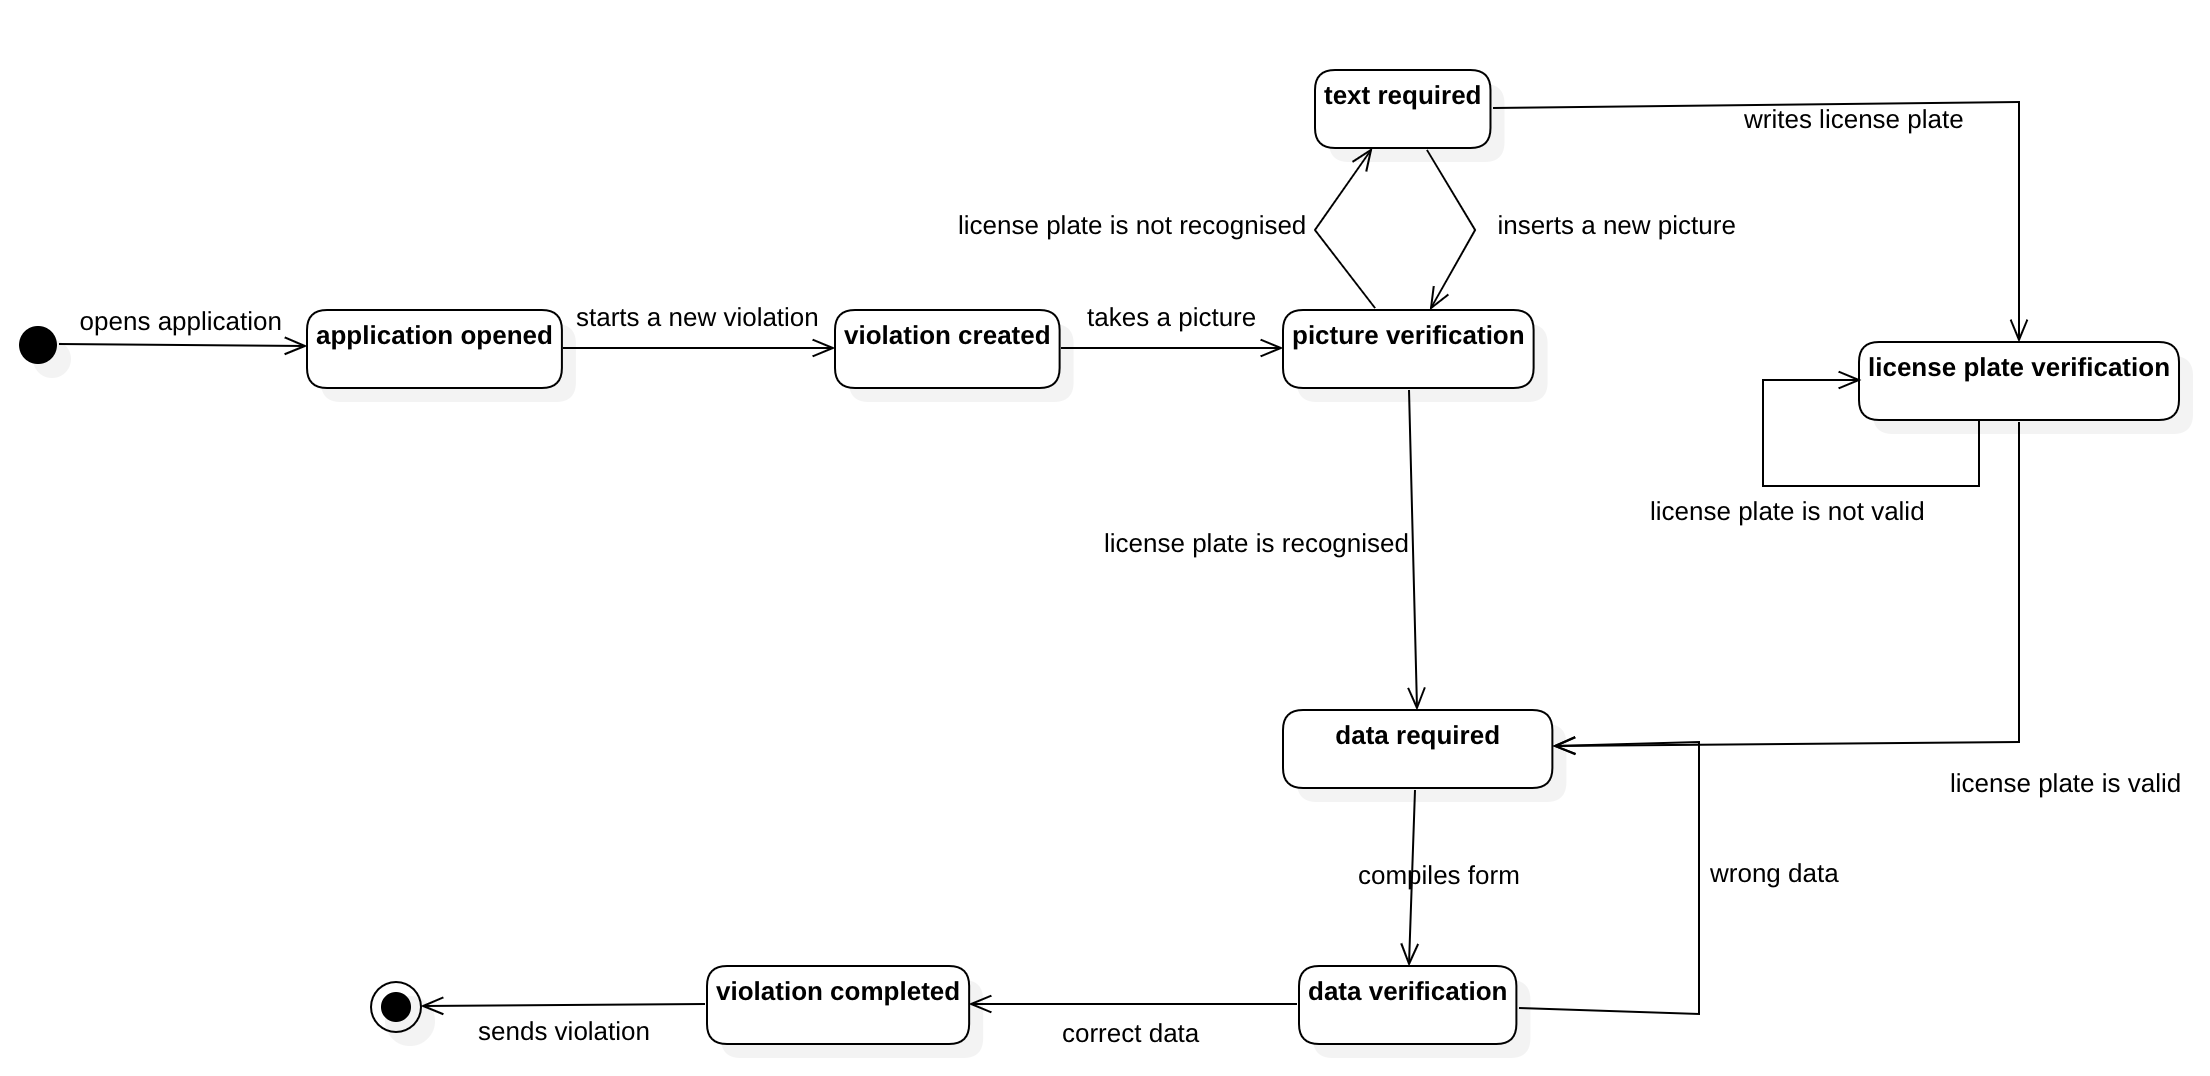 text required
writes license plate
license plate is not recognised
inserts a new picture
opens application
application opened
starts a new violation
violation created
takes a picture
picture verification
license plate verification
license plate is not valid
license plate is recognised
data required
license plate is valid
compiles form
wrong data
violation completed
data verification
sends violation
correct data